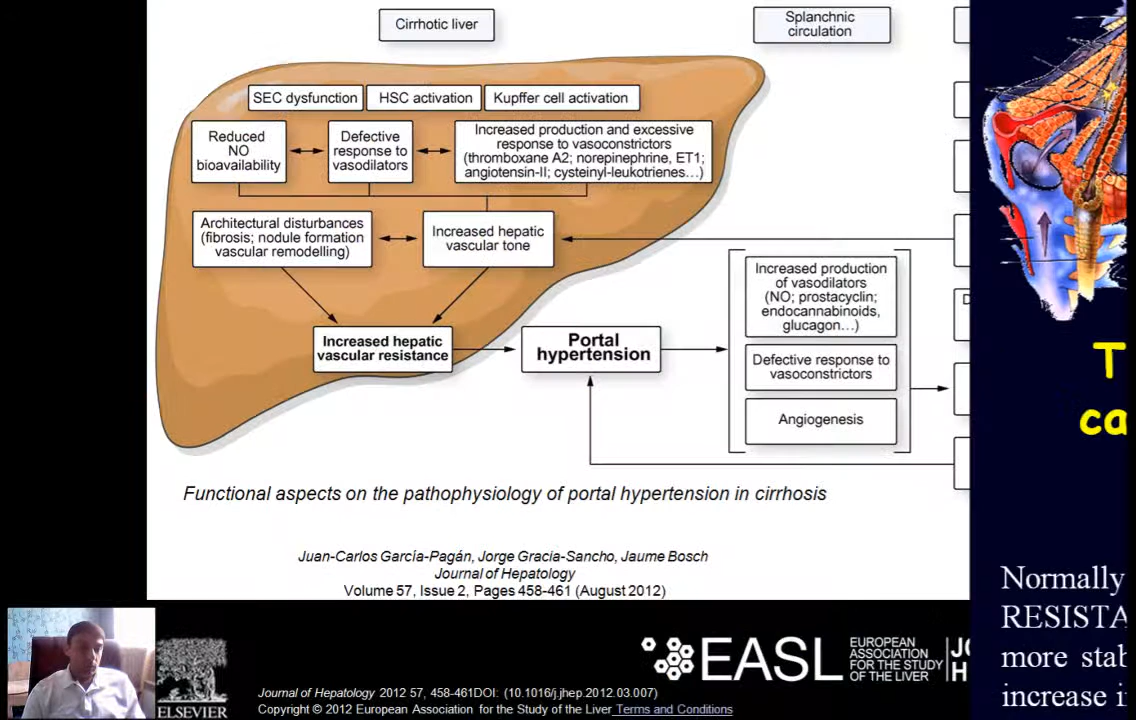 Cirrhotic liver
Splanchnic
circulation
SEC dysfunction
HSC activation
Kupffer cell activation
Reduced
NO
bioavailability
Defective
response to
vasodilators
Increased production and excessive
response to vasoconstrictors
(thromboxane A2; norepinephrine, ET1;
angiotensin-II; cysteinyl-leukotrienes...)
Architectural disturbances
(fibrosis; nodule formation
vascular remodelling)
Increased hepatic
vascular tone
Increased hepatic
vascular resistance
Portal
hypertension
Increased production
of vasodilators
(NO; prostacyclin;
endocannabinoids,
glucagon...)
Defective response to
vasoconstrictors
Angiogenesis
Functional aspects on the pathophysiology of portal hypertension in cirrhosis
Juan-Carlos García-Pagán, Jorge Gracia-Sancho, Jaume Bosch
Journal of Hepatology
Volume 57, Issue 2, Pages 458-461 (August 2012)
ELSEVIER
Journal of Hepatology 2012 57, 458-461DOI: (10.1016/j.jhep.2012.03.007)
Copyright © 2012 European Association for the Study of the Liver Terms and Conditions
EASL
EUROPEAN
ASSOCIATION
FOR THE STUDY
OF THE LIVER
Normally
more
increase